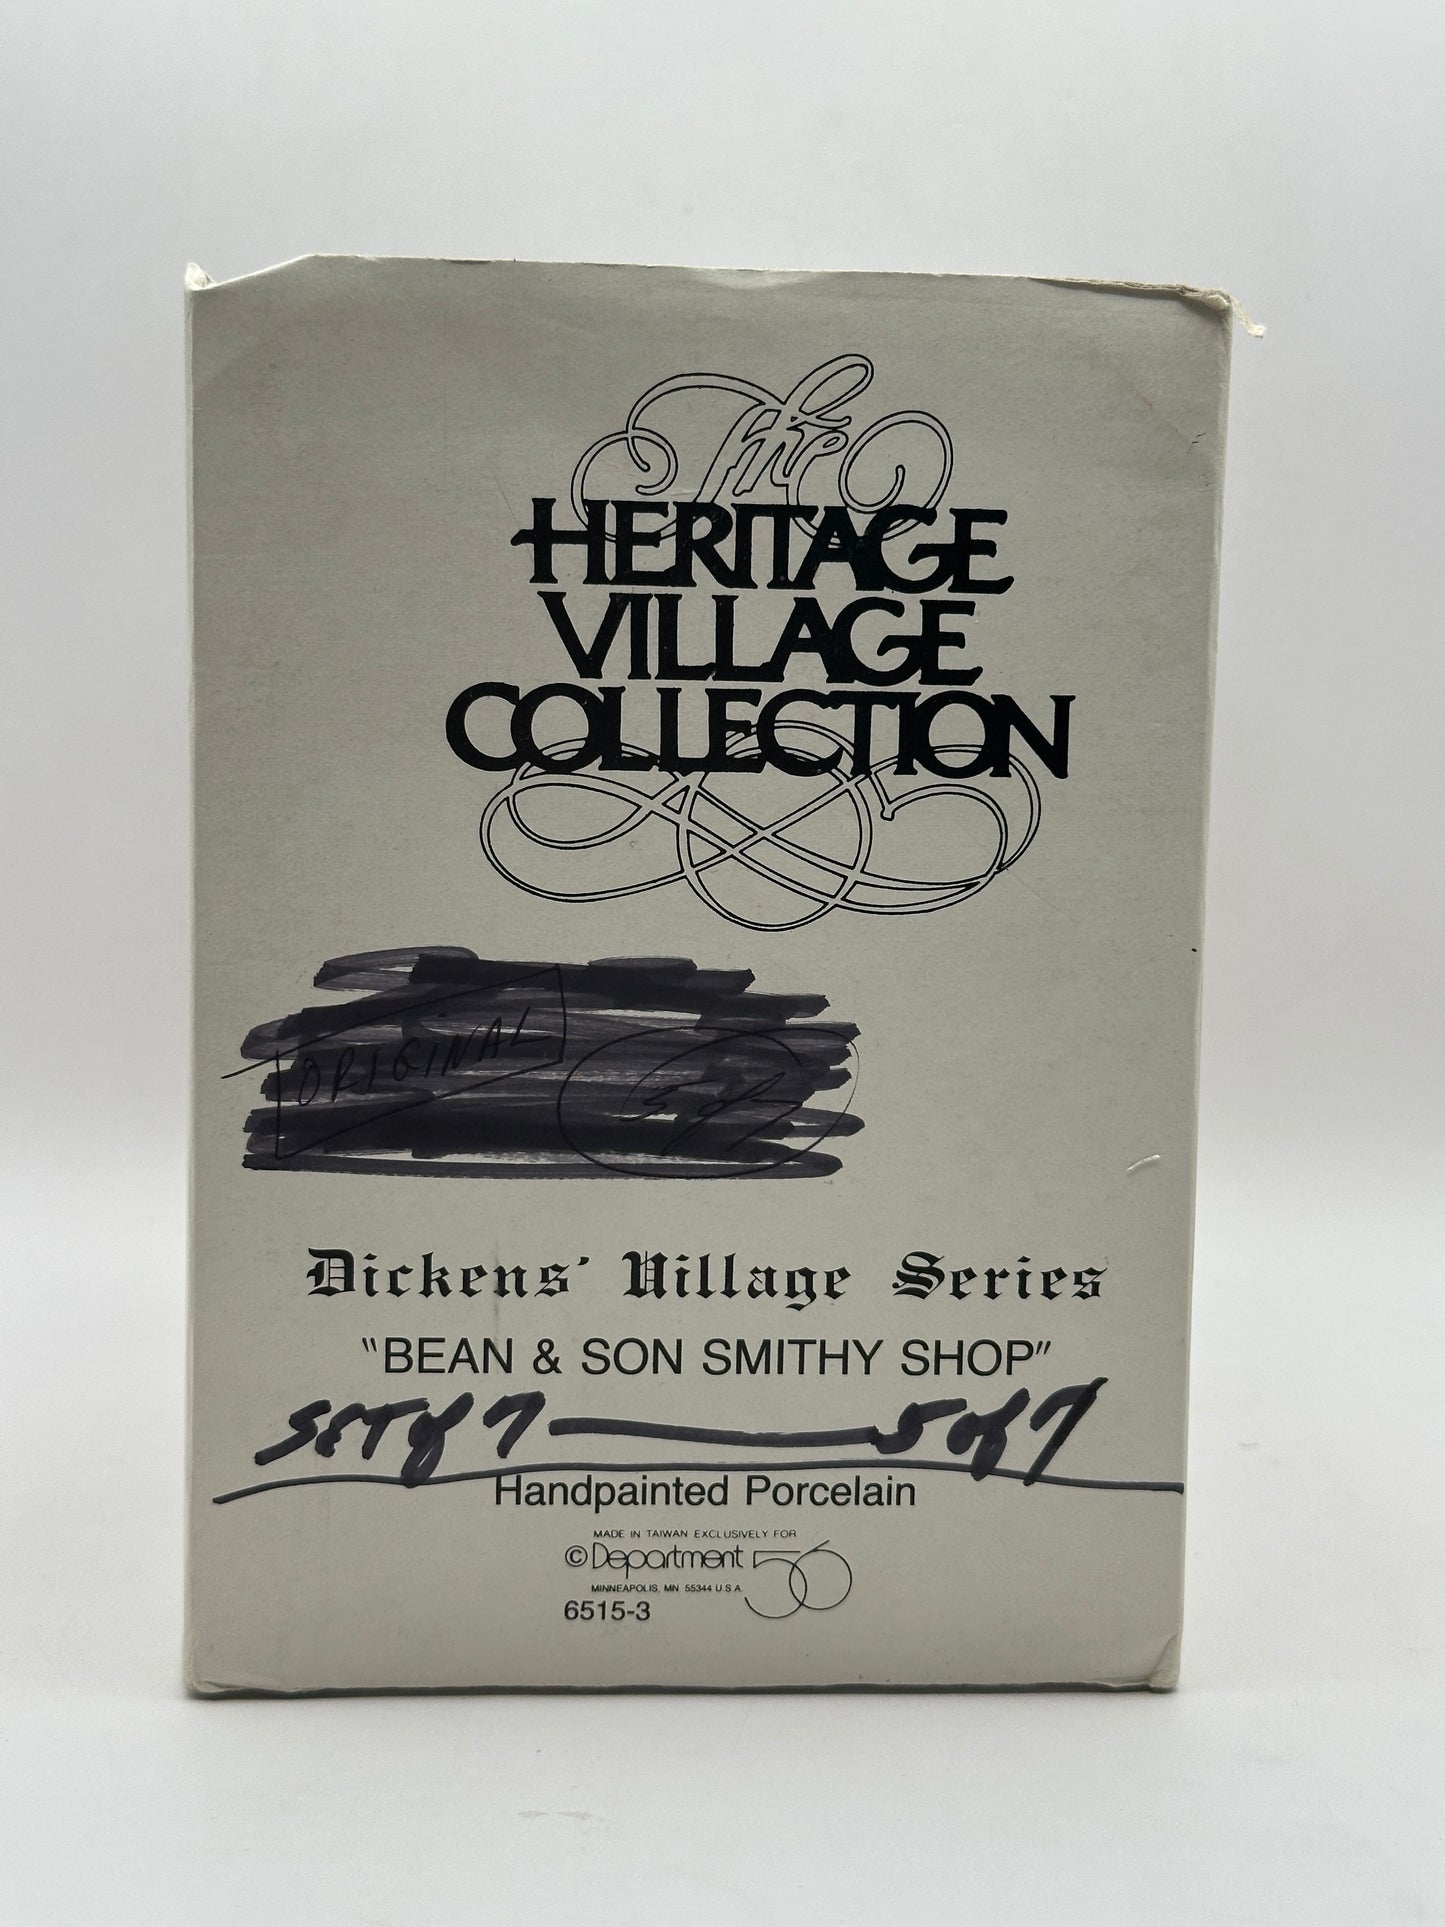 The
HERITAGE
VILLAGE
COLLECTION
ORIGINAL
Dickens' Village Series
"BEAN & SON SMITHY SHOP"
SET of 7 — 5 of 7
Handpainted Porcelain
MADE IN TAIWAN EXCLUSIVELY FOR
© Department 56
MINNEAPOLIS, MN 55344 U S A
6515-3